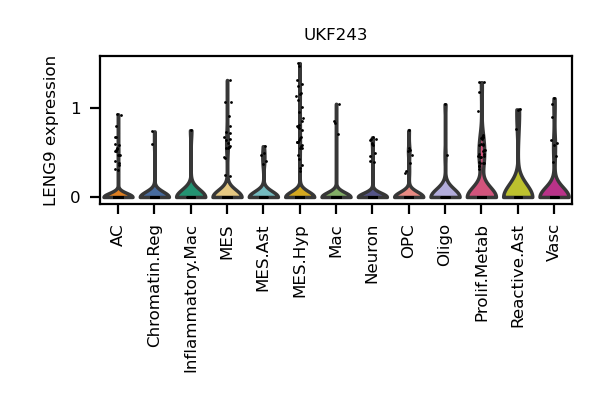 UKF243
LENG9 expression
1
0
AC
Chromatin.Reg
Inflammatory.Mac
MES
MES.Ast
MES.Hyp
Mac
Neuron
OPC
Oligo
Prolif.Metab
Reactive.Ast
Vasc